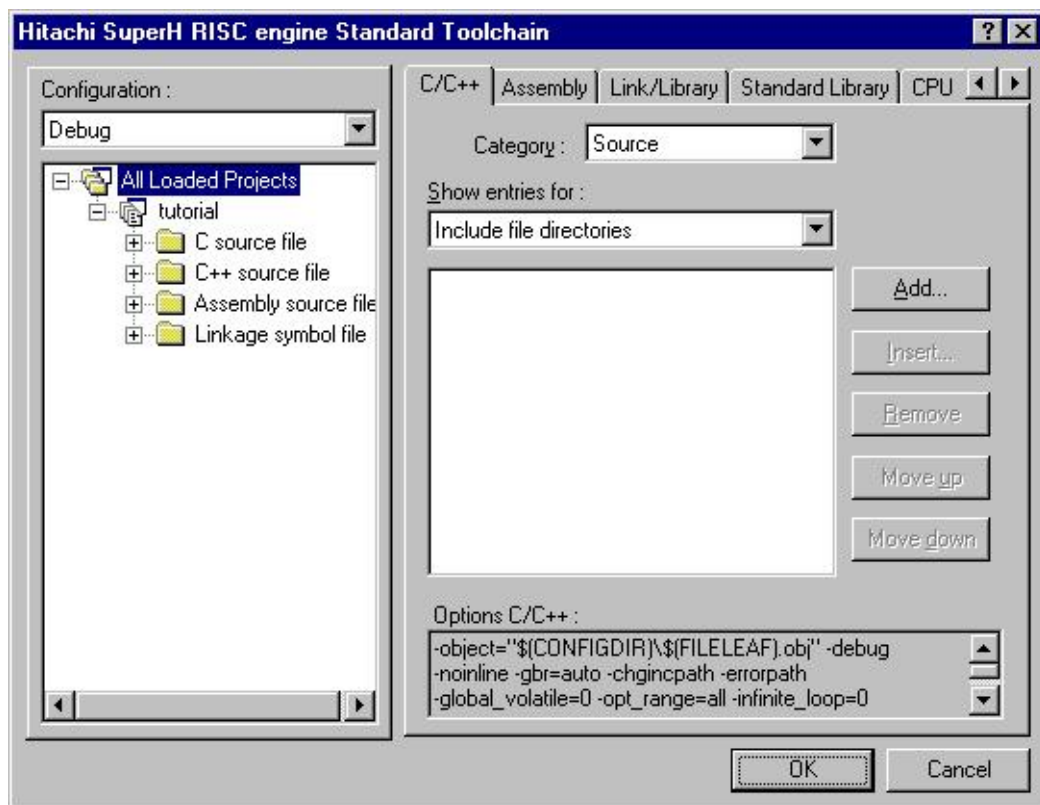 Hitachi SuperH RISC engine Standard Toolchain
Configuration :
Debug
All Loaded Projects
tutorial
C source file
C++ source file
Assembly source file
Linkage symbol file
C/C++ Assembly Link/Library Standard Library CPU
Category : Source
Show entries for :
Include file directories
Add...
Insert...
Remove
Move up
Move down
Options C/C++ :
-object="$(CONFIGDIR)\$(FILELEAF).obj" -debug
-noinline -gbr=auto -chgincpath -errorpath
-global_volatile=0 -opt_range=all -infinite_loop=0
OK Cancel